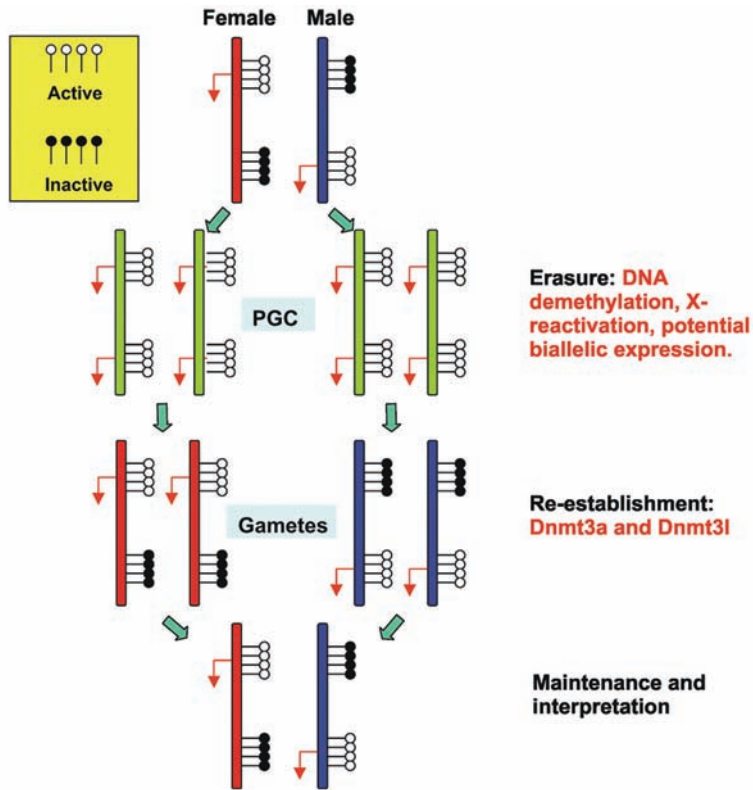 Female Male
Active
Inactive
PGC
Erasure: DNA
demethylation, X-
reactivation, potential
biallelic expression.
Gametes
Re-establishment:
Dnmt3a and Dnmt3l
Maintenance and
interpretation